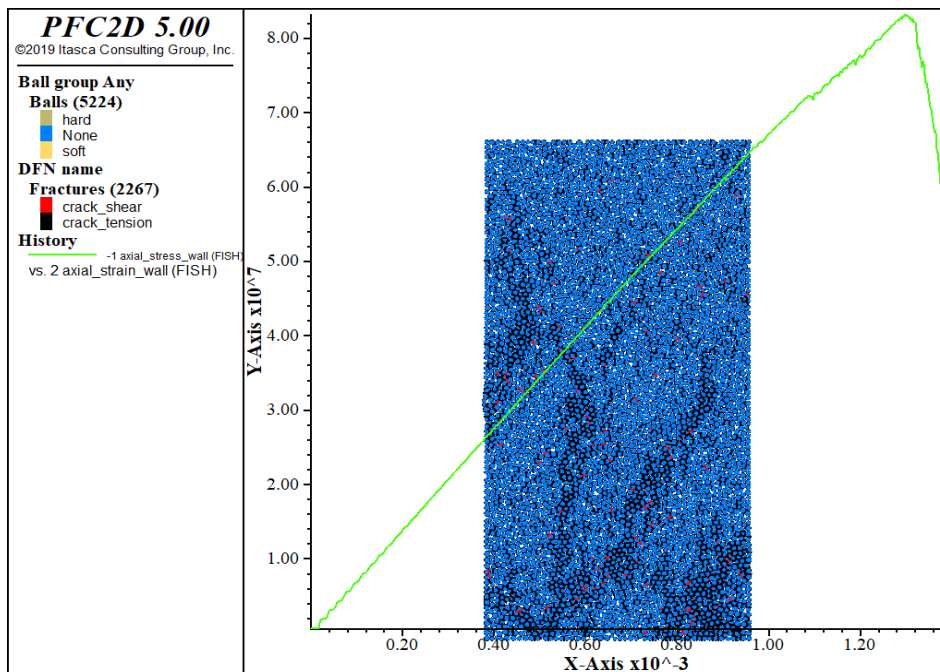 PFC2D 5.00
©2019 Itasca Consulting Group, Inc.
Ball group Any
Balls (5224)
hard
None
soft
DFN name
Fractures (2267)
crack_shear
crack_tension
History
-1 axial_stress_wall (FISH)
vs. 2 axial_strain_wall (FISH)
Y-Axis x10^7
8.00
7.00
6.00
5.00
4.00
3.00
2.00
1.00
0.20
0.40
0.60
0.80
1.00
1.20
X-Axis x10^-3